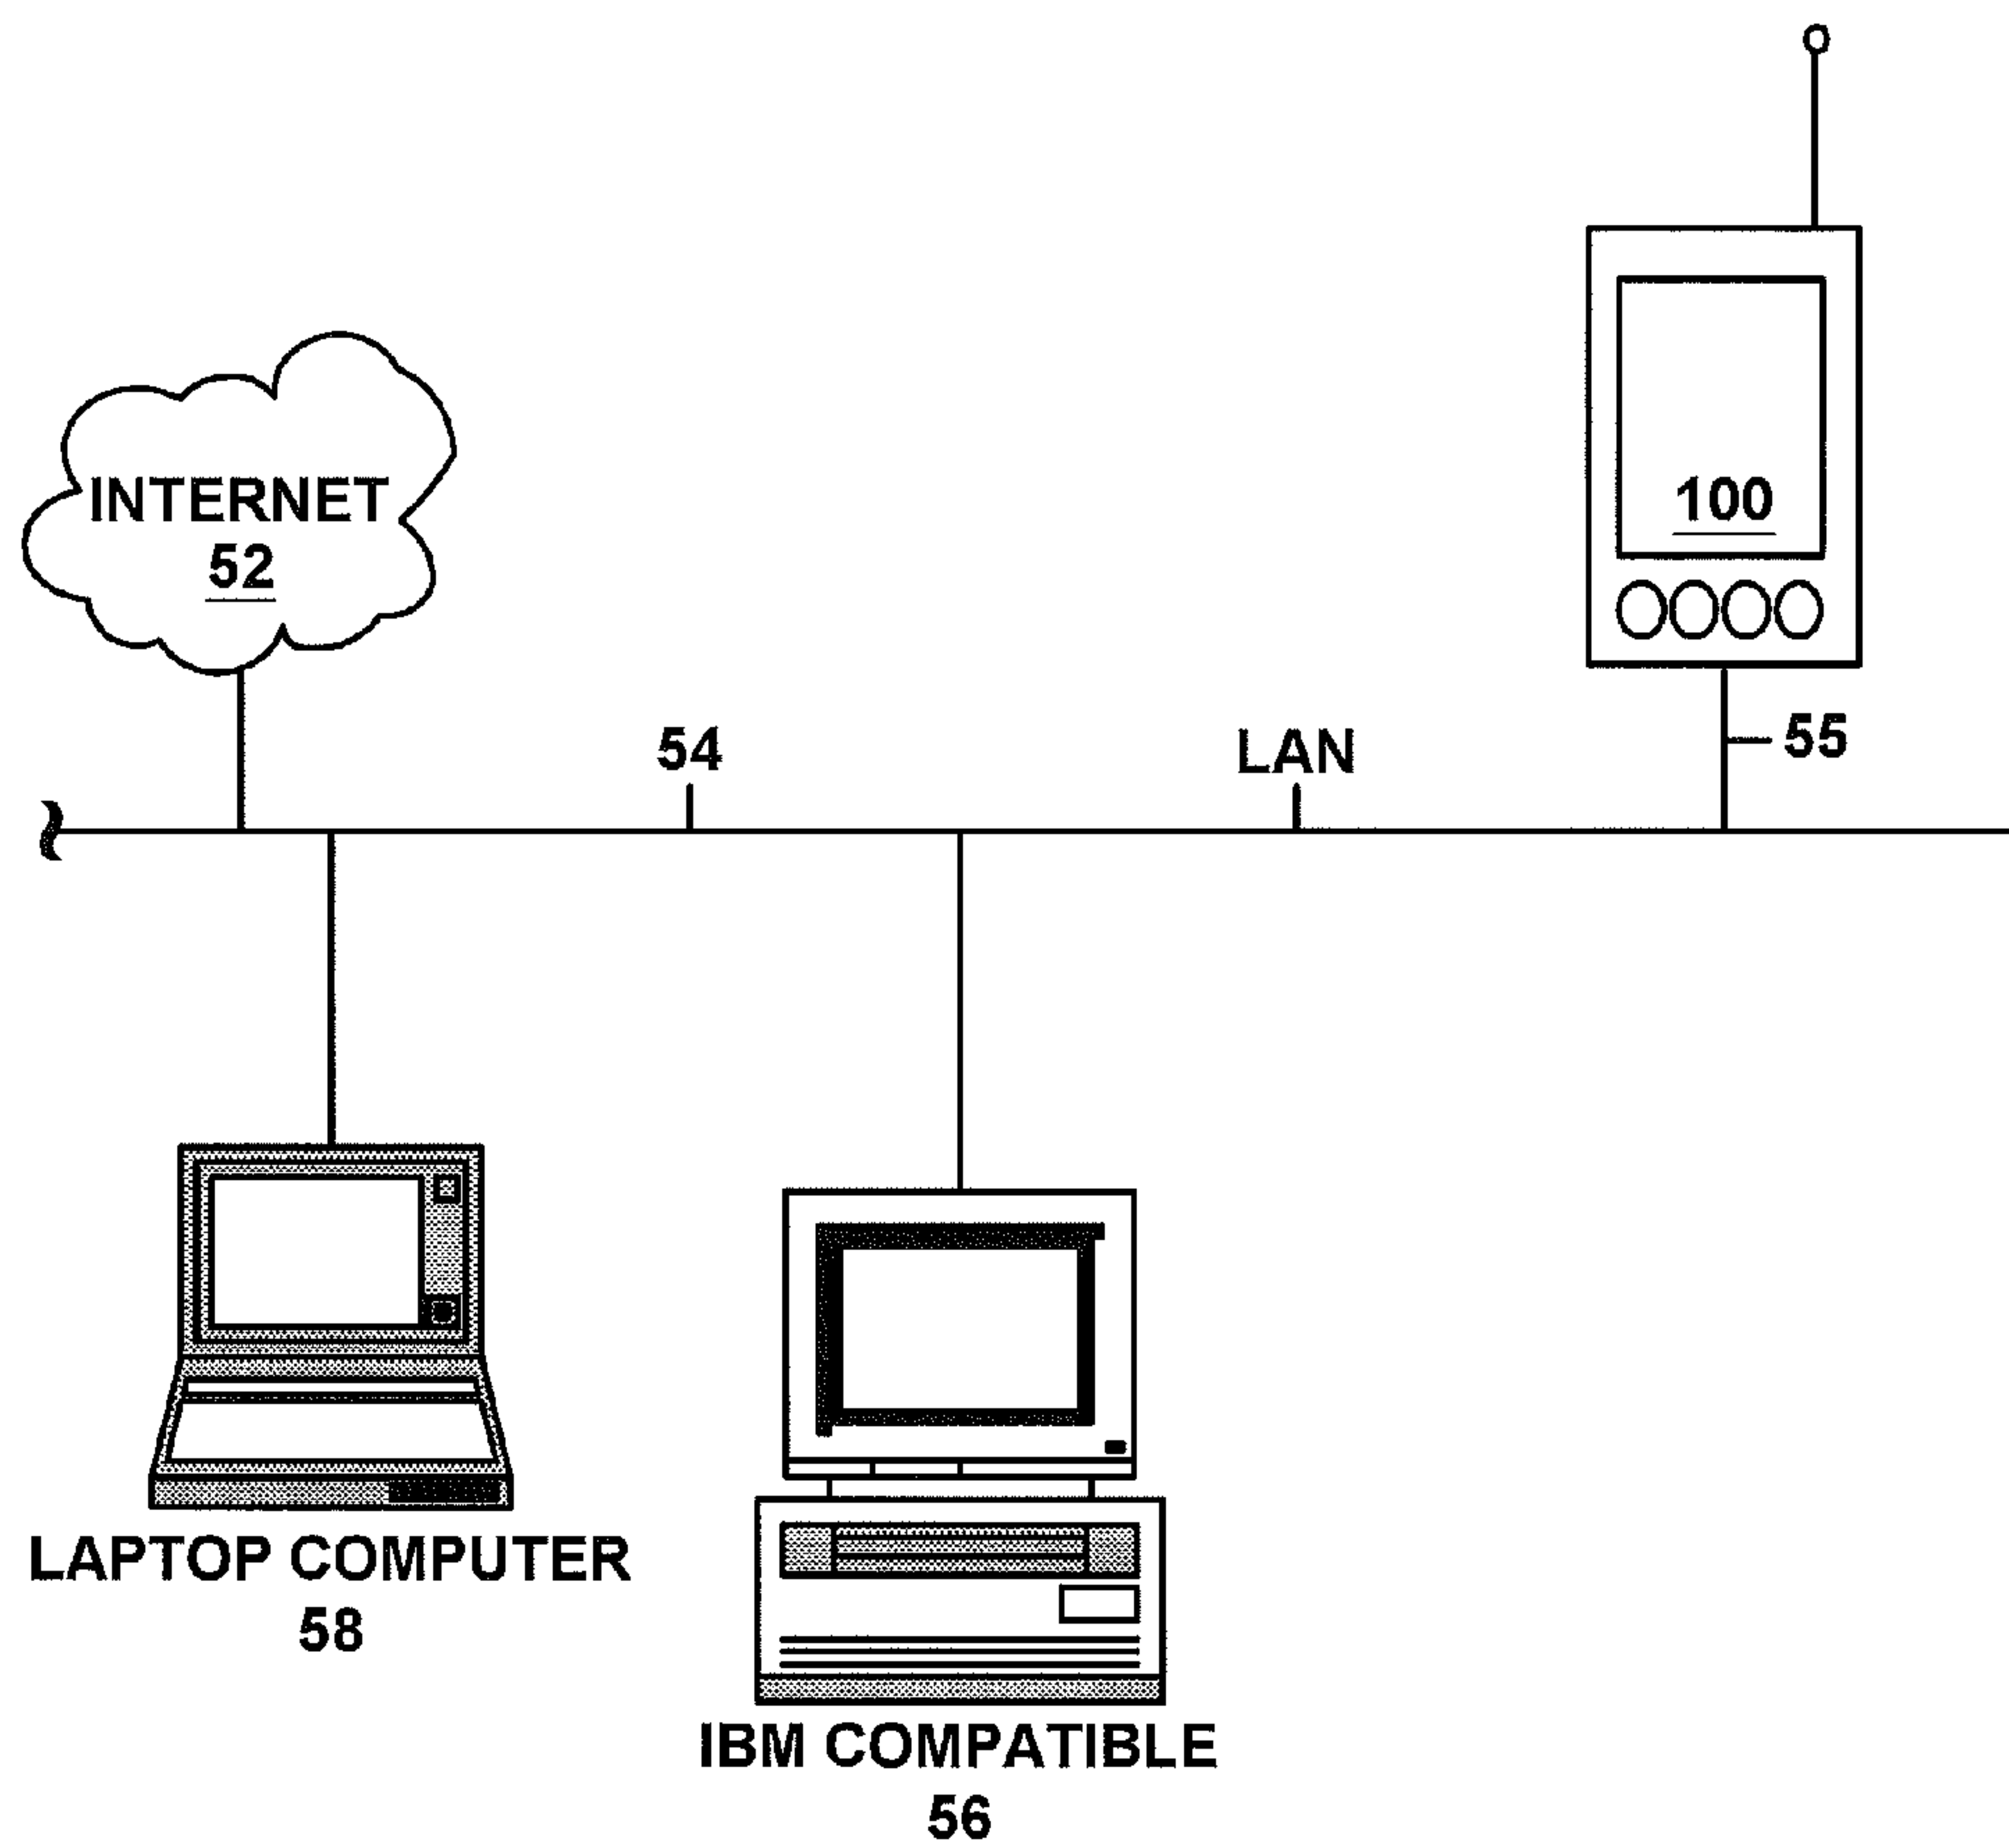 100
INTERNET
52
54
LAN
55
LAPTOP COMPUTER
58
IBM COMPATIBLE
56